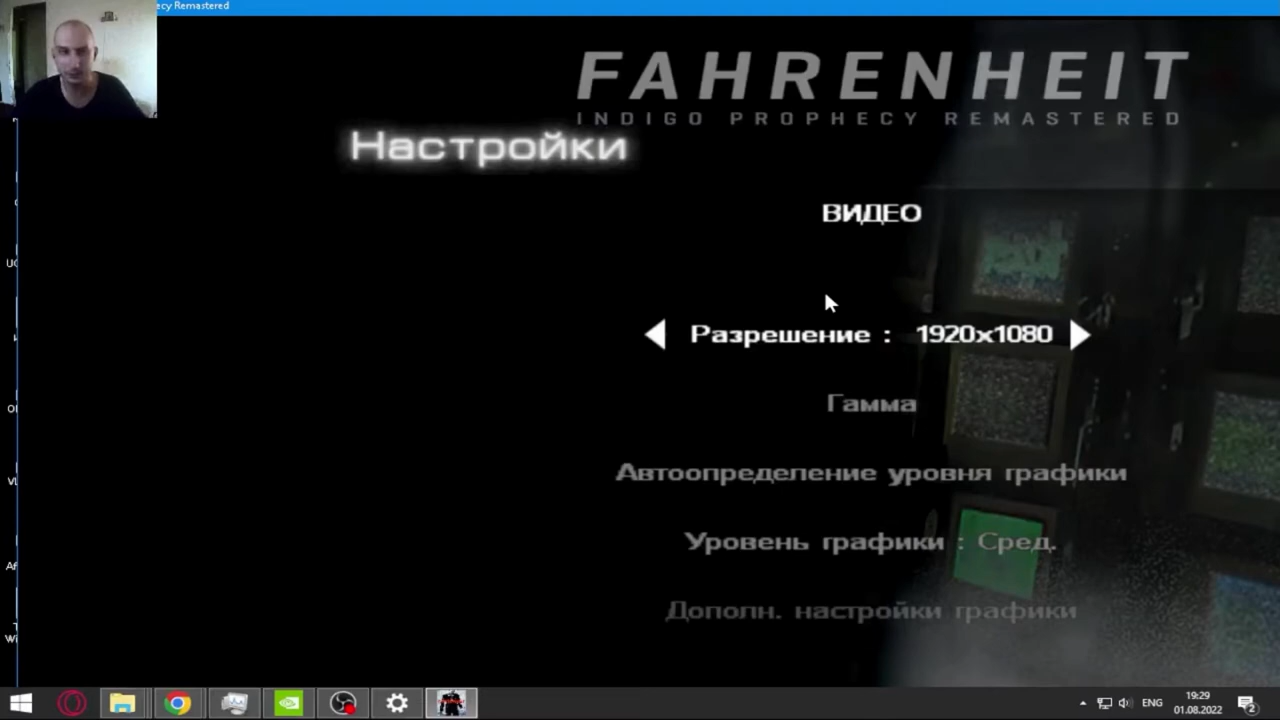 ecy Remastered
FAHRENHEIT
INDIGO PROPHECY REMASTERED
Настройки
ВИДЕО
Разрешение : 1920x1080
Гамма
Автоопределение уровня графики
Уровень графики : Сред.
Дополн. настройки графики
ENG
19:29
01.08.2022
2